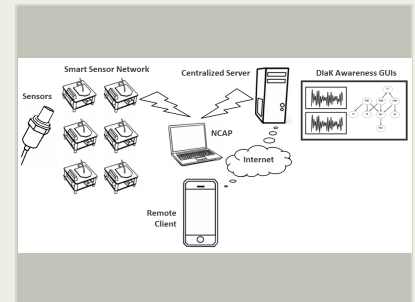 Smart Sensor Network
Centralized Server
DIaK Awareness GUIs
Sensors
NCAP
Internet
Remote
Client